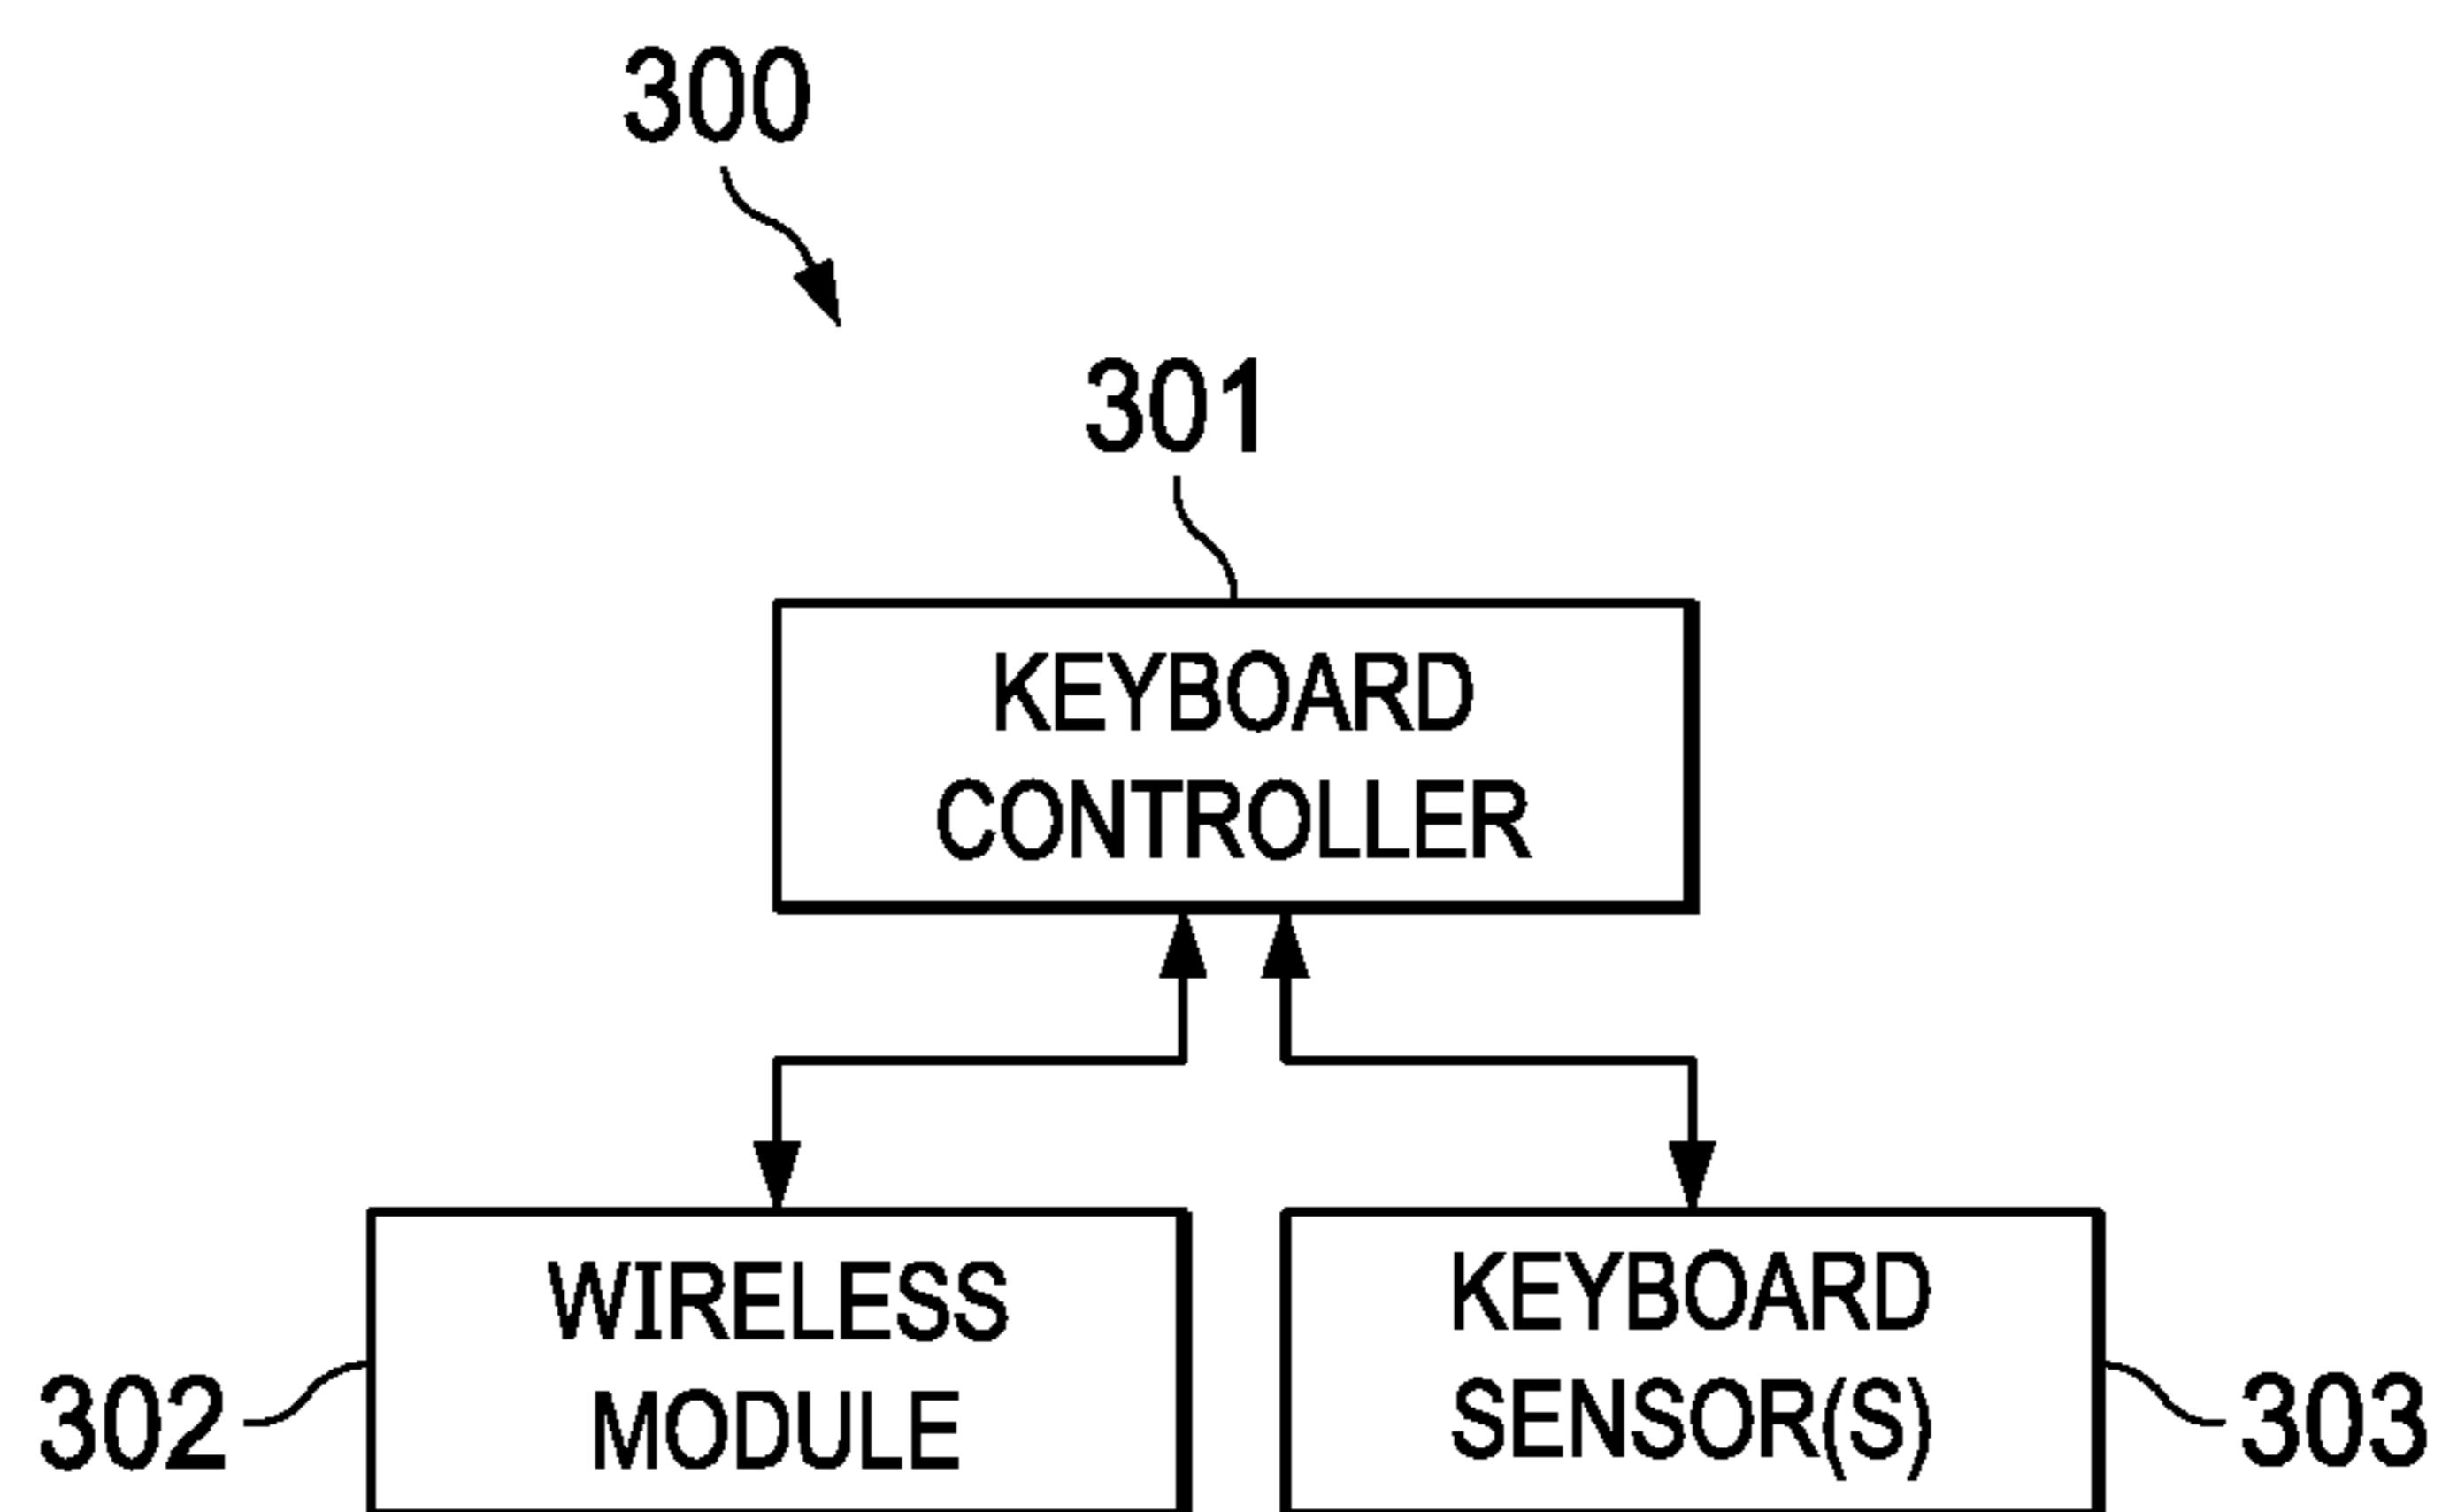 300
301
KEYBOARD
CONTROLLER
WIRELESS
MODULE
302
KEYBOARD
SENSOR(S)
303